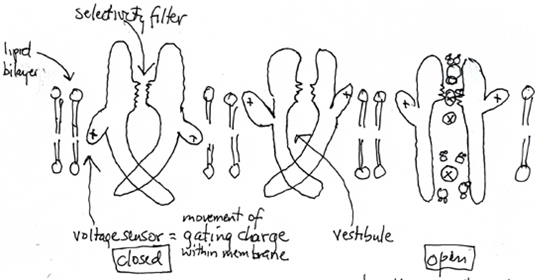 selectivity filter
lipid
bilayer
+
+
+
+
+
voltage sensor = movement of
gating charge
within membrane
closed
vestibule
open